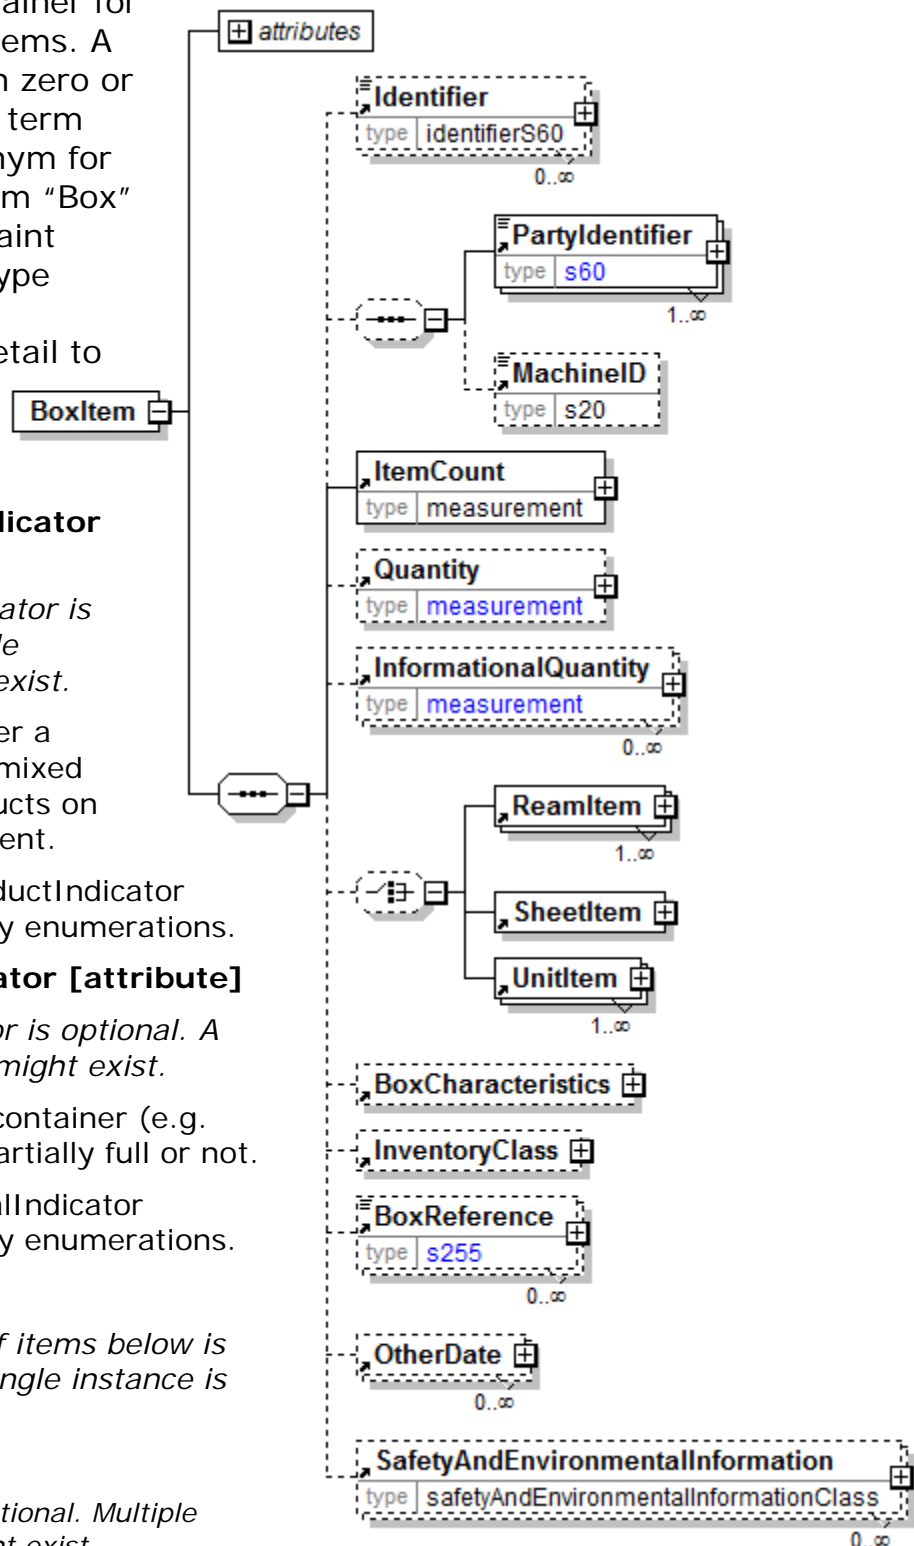 ainer for
ems. A
n zero or
term
nym for
m “Box”
aint
ype
etail to
licator
ator is
le
exist.
er a
mixed
ucts on
ent.
ductIndicator
y enumerations.
ator [attribute]
or is optional. A
might exist.
container (e.g.
artially full or not.
alIndicator
y enumerations.
f items below is
ngle instance is
tional. Multiple
nt exist
BoxItem
attributes
Identifier
type identifierS60
0..∞
PartyIdentifier
type s60
1..∞
MachineID
type s20
ItemCount
type measurement
Quantity
type measurement
InformationalQuantity
type measurement
0..∞
ReamItem
1..∞
SheetItem
UnitItem
1..∞
BoxCharacteristics
InventoryClass
BoxReference
type s255
0..∞
OtherDate
0..∞
SafetyAndEnvironmentalInformation
type safetyAndEnvironmentalInformationClass
0..∞